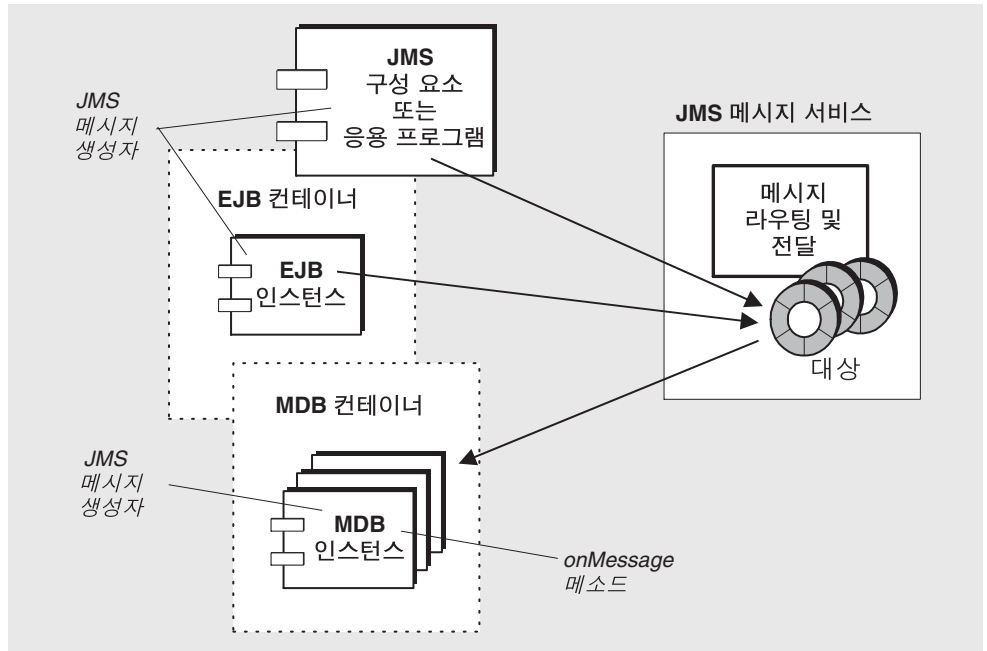 JMS
구성 요소
또는
응용 프로그램
JMS
메시지
생성자
JMS 메시지 서비스
메시지
라우팅 및
전달
대상
EJB 컨테이너
EJB
인스턴스
MDB 컨테이너
JMS
메시지
생성자
MDB
인스턴스
onMessage
메소드